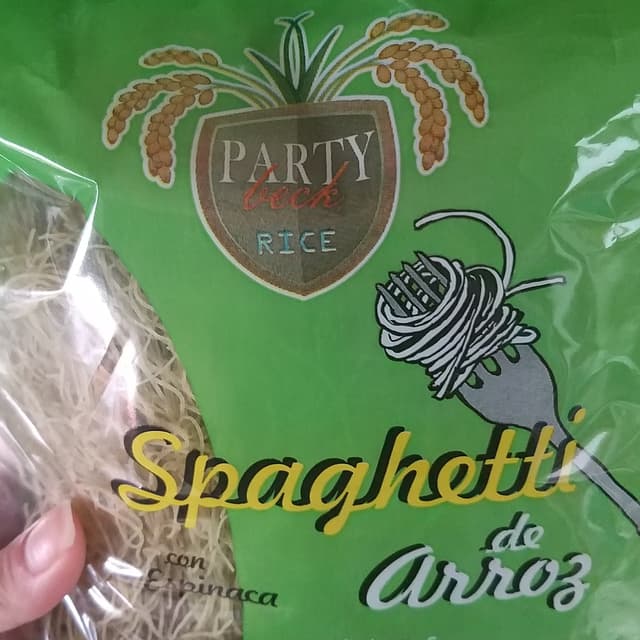 PARTY
beck
RICE
Spaghetti
de
Arroz
con
Espinaca